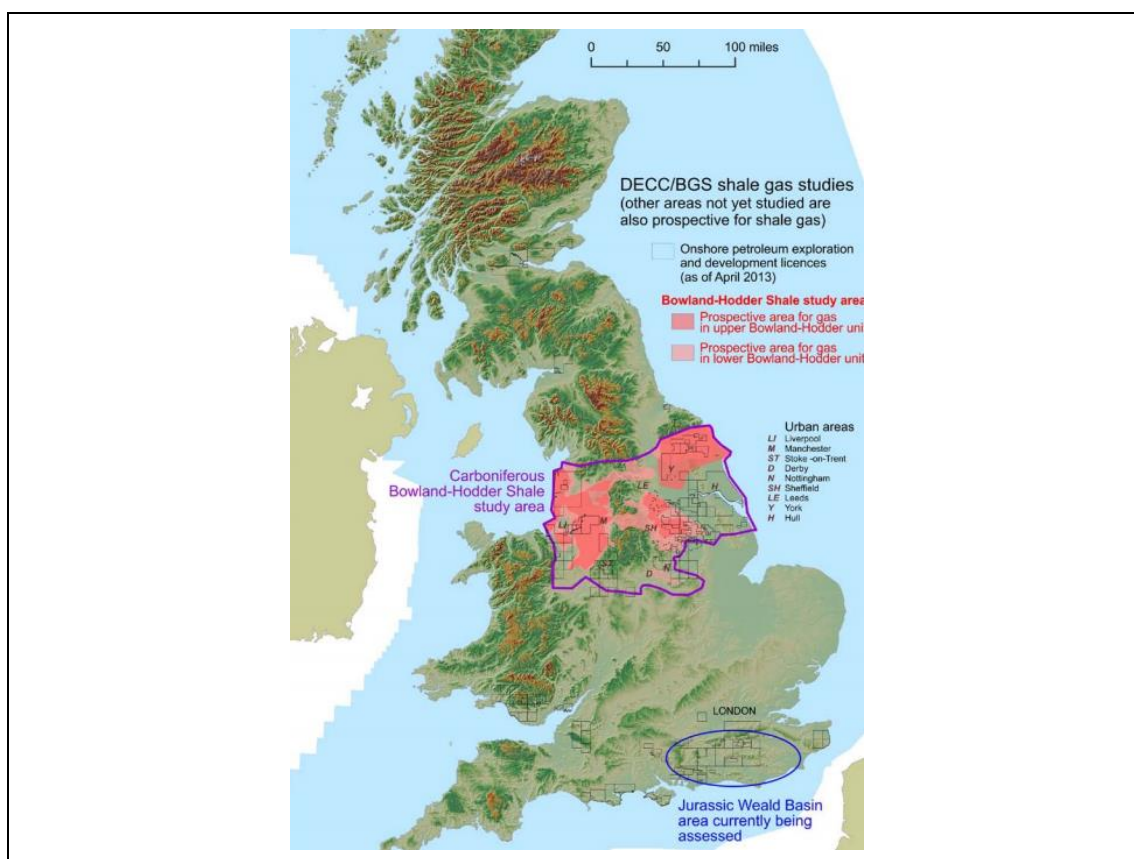 0 50 100 miles
DECC/BGS shale gas studies
(other areas not yet studied are
also prospective for shale gas)
Onshore petroleum exploration
and development licences
(as of April 2013)
Bowland-Hodder Shale study area
Prospective area for gas
in upper Bowland-Hodder unit
Prospective area for gas
in lower Bowland-Hodder unit
Urban areas
LI Liverpool
M Manchester
ST Stoke -on-Trent
D Derby
N Nottingham
SH Sheffield
LE Leeds
Y York
H Hull
Carboniferous
Bowland-Hodder Shale
study area
Y
LE
H
LI
M
SH
D
N
LONDON
Jurassic Weald Basin
area currently being
assessed